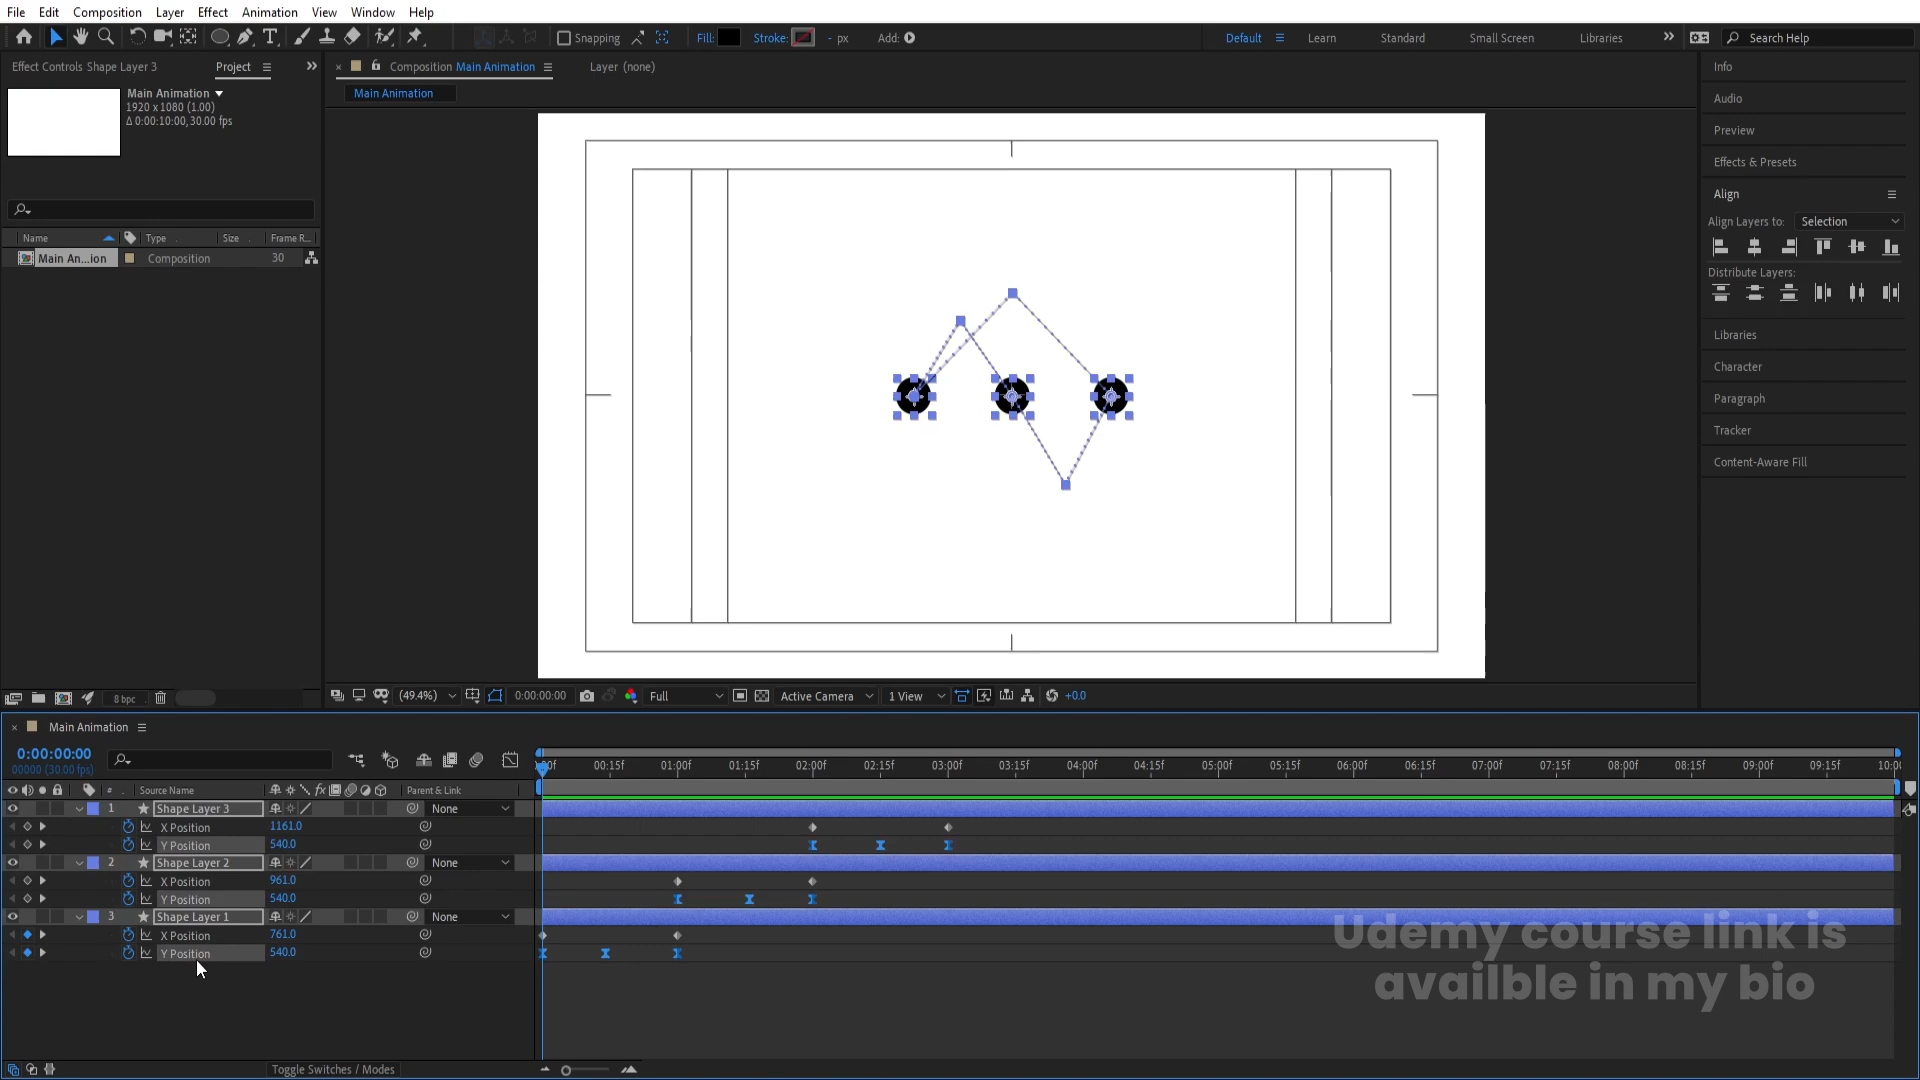 File Edit Composition Layer Effect Animation View Window Help
Snapping Fill: Stroke: - px Add: Default Learn Standard Small Screen Libraries Search Help
Effect Controls Shape Layer 3 Project
Composition Main Animation Layer (none)
Main Animation
Main Animation
1920 x 1080 (1.00)
Δ 0:00:10:00, 30.00 fps
Name Type Size Frame R...
Main An...ion Composition 30
Info
Audio
Preview
Effects & Presets
Align
Align Layers to: Selection
Distribute Layers:
Libraries
Character
Paragraph
Tracker
Content-Aware Fill
8 bpc
(49.4%) 0:00:00:00 Full Active Camera 1 View +0.0
Main Animation
0:00:00:00
00000 (30.00 fps)
00:15f 01:00f 01:15f 02:00f 02:15f 03:00f 03:15f 04:00f 04:15f 05:00f 05:15f 06:00f 06:15f 07:00f 07:15f 08:00f 08:15f 09:00f 09:15f 10:0
# Source Name fx Parent & Link
1 Shape Layer 3 None
X Position 1161.0
Y Position 540.0
2 Shape Layer 2 None
X Position 961.0
Y Position 540.0
3 Shape Layer 1 None
X Position 761.0
Y Position 540.0
Udemy course link is
availble in my bio
Toggle Switches / Modes